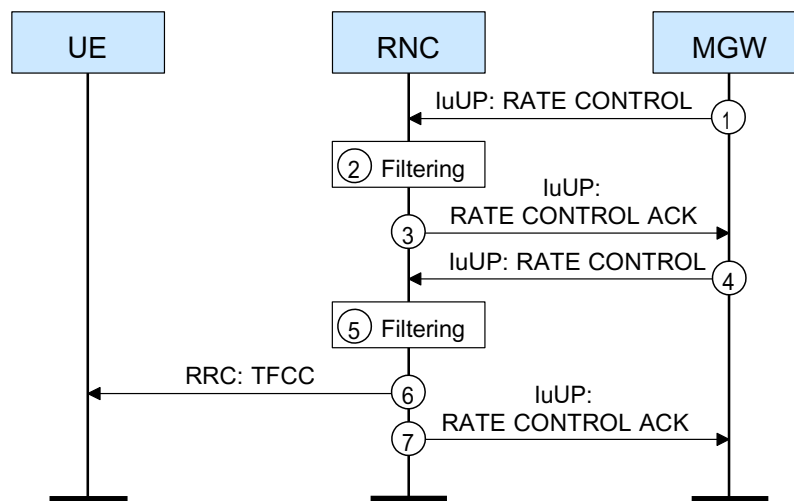 UE
RNC
MGW
IuUP: RATE CONTROL
1
2 Filtering
IuUP:
RATE CONTROL ACK
3
IuUP: RATE CONTROL
4
5 Filtering
RRC: TFCC
6
IuUP:
RATE CONTROL ACK
7